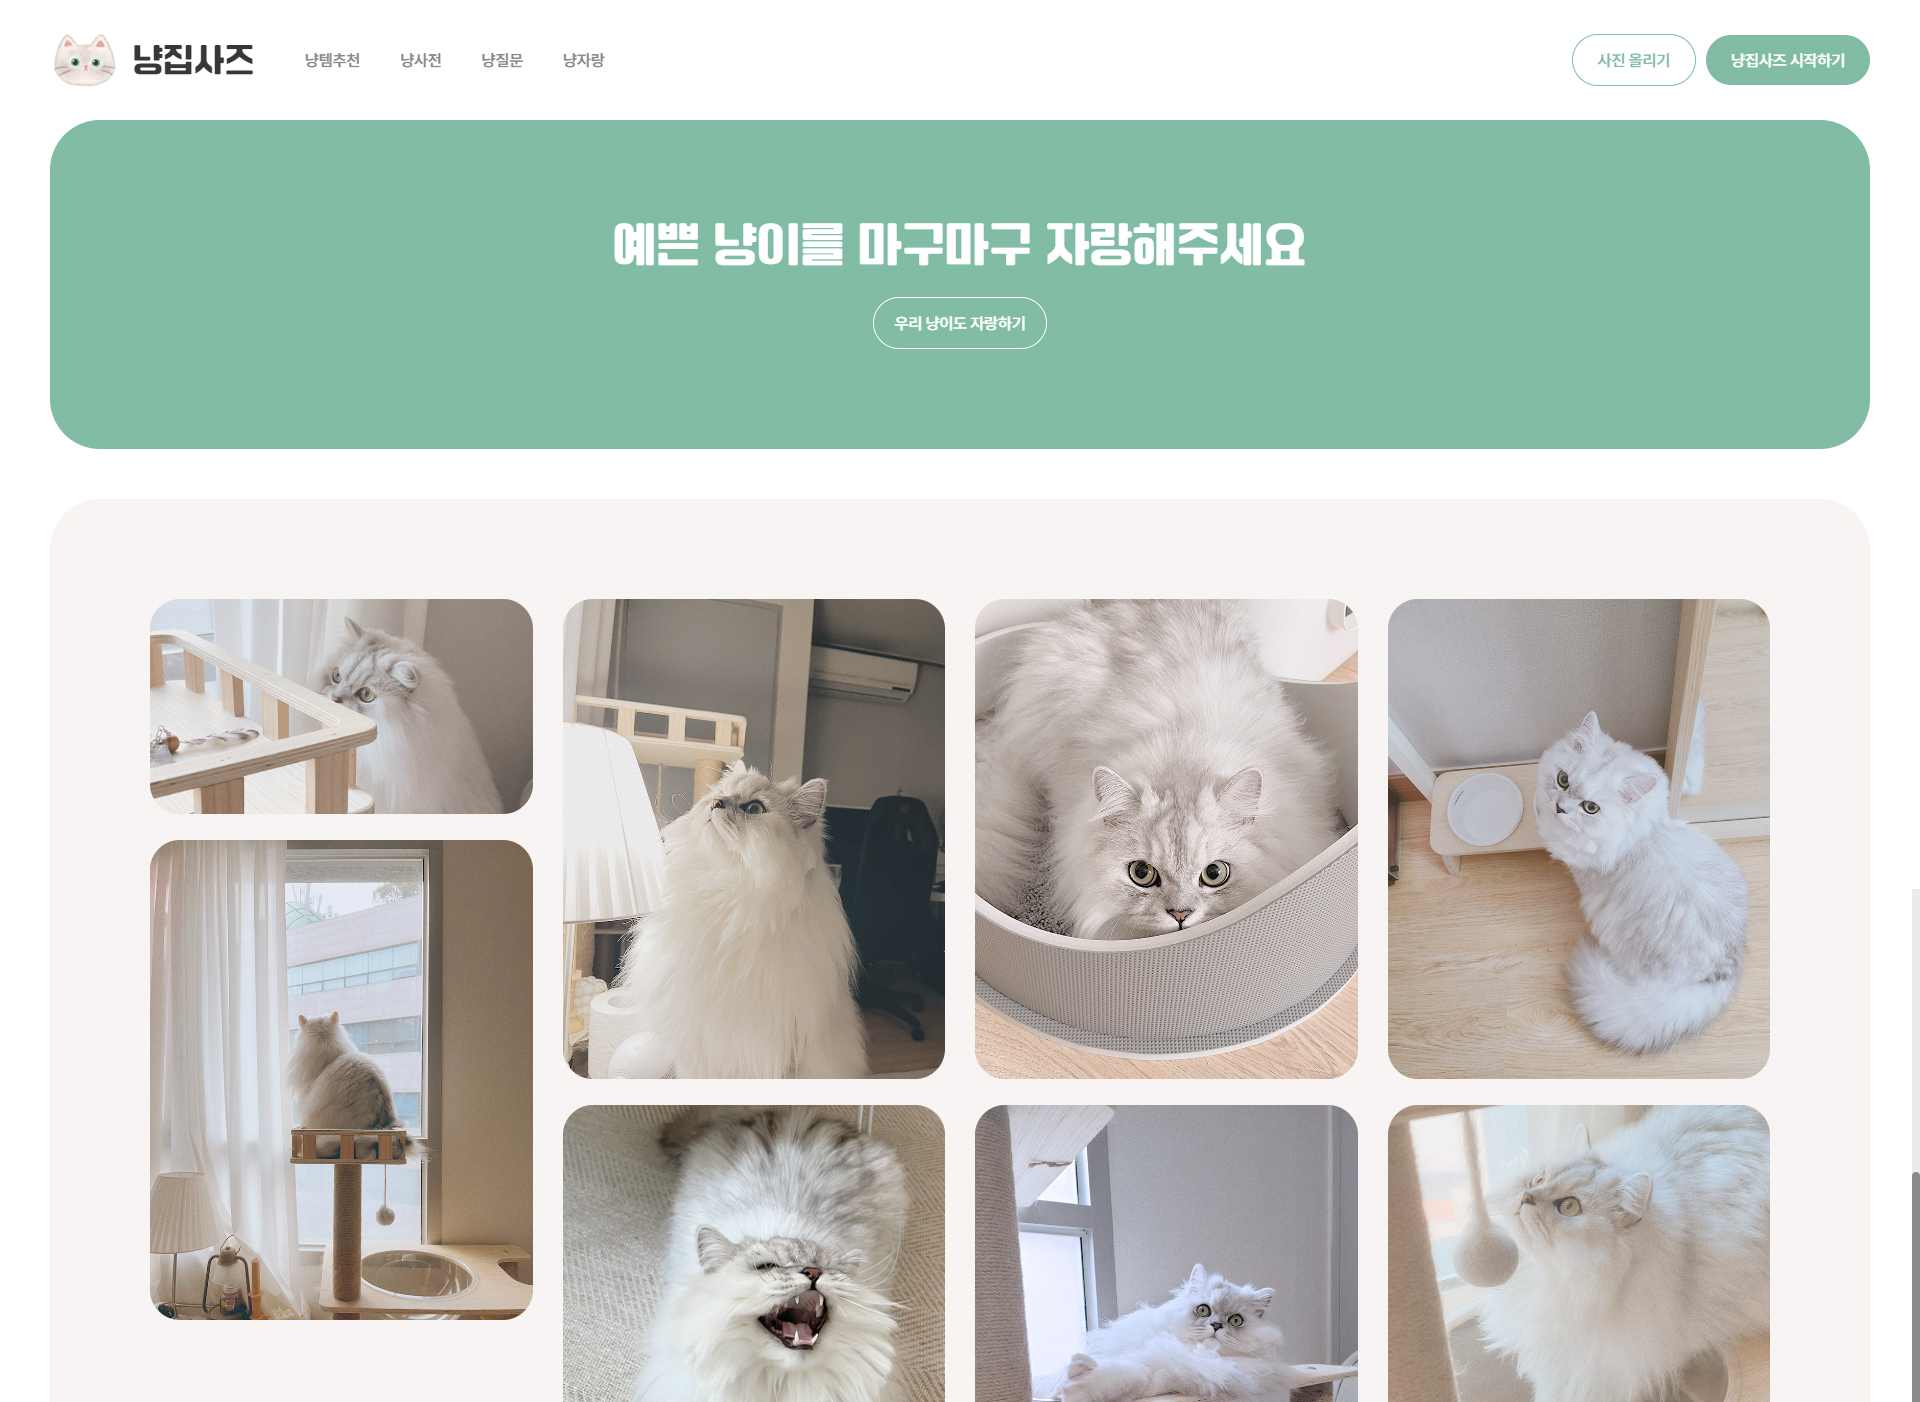 냥집사즈
냥템추천
냥사전
냥질문
냥자랑
사진 올리기
냥집사즈 시작하기
예쁜 냥이를 마구마구 자랑해주세요
우리 냥이도 자랑하기